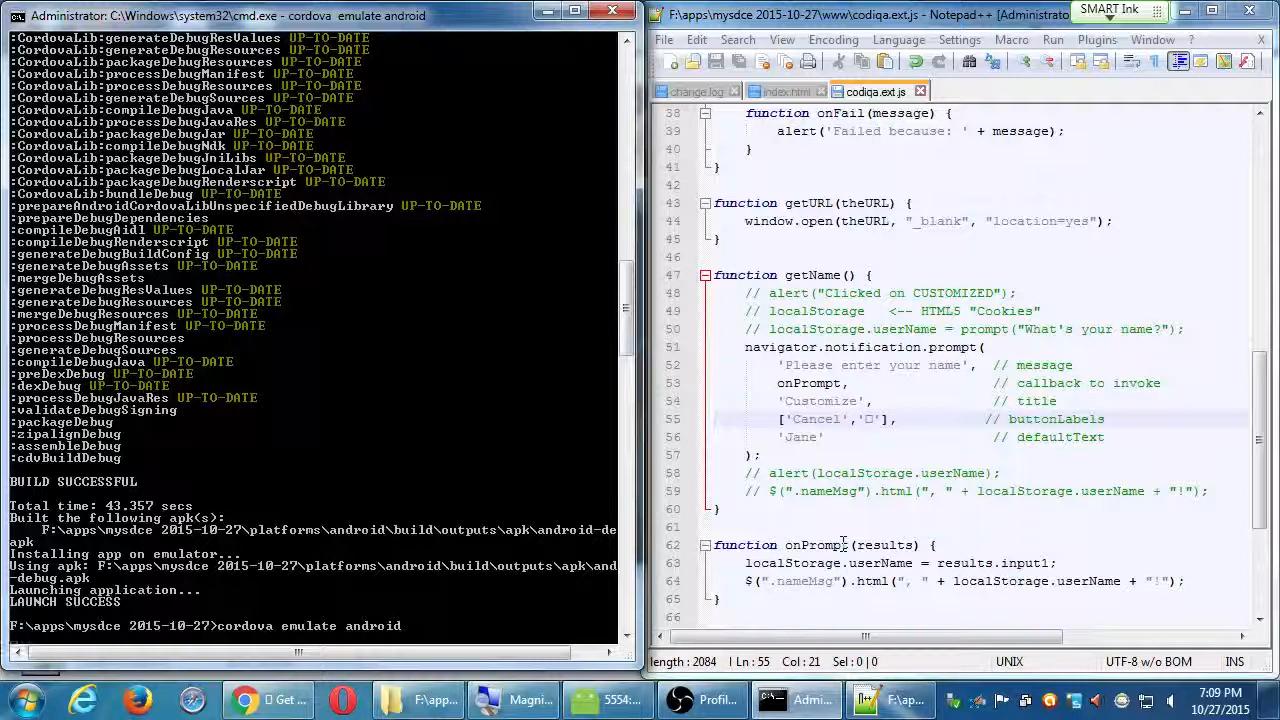 Administrator: C:\Windows\system32\cmd.exe - cordova emulate android
:CordovaLib:generateDebugResValues UP-TO-DATE
:CordovaLib:generateDebugResources UP-TO-DATE
:CordovaLib:packageDebugResources UP-TO-DATE
:CordovaLib:processDebugManifest UP-TO-DATE
:CordovaLib:processDebugResources UP-TO-DATE
:CordovaLib:generateDebugSources UP-TO-DATE
:CordovaLib:compileDebugJava UP-TO-DATE
:CordovaLib:processDebugJavaRes UP-TO-DATE
:CordovaLib:packageDebugJar UP-TO-DATE
:CordovaLib:compileDebugNdk UP-TO-DATE
:CordovaLib:packageDebugJniLibs UP-TO-DATE
:CordovaLib:packageDebugLocalJar UP-TO-DATE
:CordovaLib:packageDebugRenderscript UP-TO-DATE
:CordovaLib:bundleDebug UP-TO-DATE
:prepareAndroidCordovaLibUnspecifiedDebugLibrary UP-TO-DATE
:prepareDebugDependencies
:compileDebugAidl UP-TO-DATE
:compileDebugRenderscript UP-TO-DATE
:generateDebugBuildConfig UP-TO-DATE
:generateDebugAssets UP-TO-DATE
:mergeDebugAssets
:generateDebugResValues UP-TO-DATE
:generateDebugResources UP-TO-DATE
:mergeDebugResources UP-TO-DATE
:processDebugManifest UP-TO-DATE
:processDebugResources
:generateDebugSources
:compileDebugJava UP-TO-DATE
:preDexDebug UP-TO-DATE
:dexDebug UP-TO-DATE
:processDebugJavaRes UP-TO-DATE
:validateDebugSigning
:packageDebug
:zipalignDebug
:assembleDebug
:cdvBuildDebug
BUILD SUCCESSFUL
Total time: 43.357 secs
Built the following apk(s):
F:\apps\mysdce 2015-10-27\platforms\android\build\outputs\apk\android-de
apk
Installing app on emulator...
Using apk: F:\apps\mysdce 2015-10-27\platforms\android\build\outputs\apk\and
-debug.apk
Launching application...
LAUNCH SUCCESS
F:\apps\mysdce 2015-10-27>cordova emulate android
F:\apps\mysdce 2015-10-27\www\codiqa.ext.js - Notepad++ [Administrato
SMART Ink
File Edit Search View Encoding Language Settings Macro Run Plugins Window ? X
change.log index.html codiqa.ext.js
38 function onFail(message) {
39 alert('Failed because: ' + message);
40 }
41 }
42
43 function getURL(theURL) {
44 window.open(theURL, "_blank", "location=yes");
45 }
46
47 function getName() {
48 // alert("Clicked on CUSTOMIZED");
49 // localStorage <-- HTML5 "Cookies"
50 // localStorage.userName = prompt("What's your name?");
51 navigator.notification.prompt(
52 'Please enter your name', // message
53 onPrompt, // callback to invoke
54 'Customize', // title
55 ['Cancel','□'], // buttonLabels
56 'Jane' // defaultText
57 );
58 // alert(localStorage.userName);
59 // $(".nameMsg").html(", " + localStorage.userName + "!");
60 }
61
62 function onPrompt(results) {
63 localStorage.userName = results.input1;
64 $(".nameMsg").html(", " + localStorage.userName + "!");
65 }
66
length : 2084 Ln : 55 Col : 21 Sel : 0 | 0 UNIX UTF-8 w/o BOM INS
□ Get ... F:\app... Magni... 5554:... Profil... Admi... F:\ap...
7:09 PM
10/27/2015